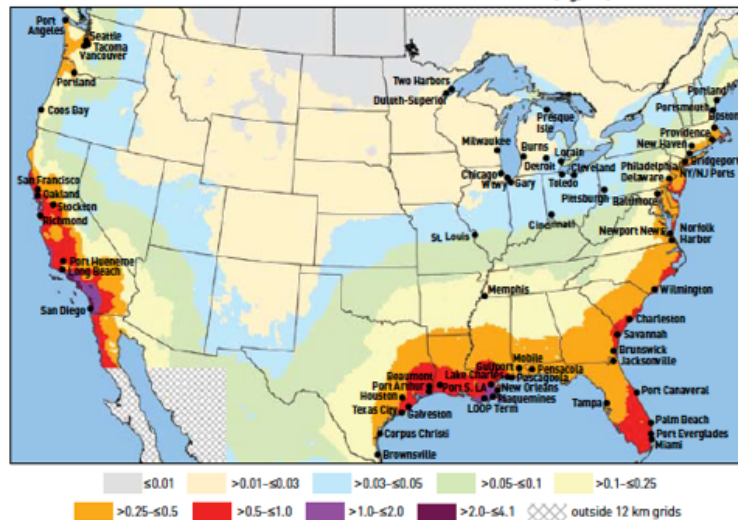 Port
Angeles
Seattle
Tacoma
Vancouver
Portland
Coos Bay
San Francisco
Oakland
Stockton
Richmond
Port Hueneme
Long Beach
San Diego
Two Harbors
Duluth-Superior
Presque
Isle
Milwaukee
Burns
Detroit
Lorain
Cleveland
Chicago
Gary
Toledo
Pittsburgh
St. Louis
Cincinnati
Memphis
Portland
Portsmouth
Boston
Providence
New Haven
Bridgeport
Philadelphia
NY/NJ Ports
Delaware
Baltimore
Newport News
Norfolk
Harbor
Wilmington
Charleston
Savannah
Brunswick
Jacksonville
Port Canaveral
Tampa
Palm Beach
Port Everglades
Miami
Mobile
Gulfport
Pensacola
Pascagoula
Lake Charles
Beaumont
Port Arthur
Port S. LA
New Orleans
Houston
Plaquemines
Texas City
Galveston
LOOP Term
Corpus Christi
Brownsville
≤0.01 >0.01–≤0.03 >0.03–≤0.05 >0.05–≤0.1 >0.1–≤0.25
>0.25–≤0.5 >0.5–≤1.0 >1.0–≤2.0 >2.0–≤4.1 outside 12 km grids